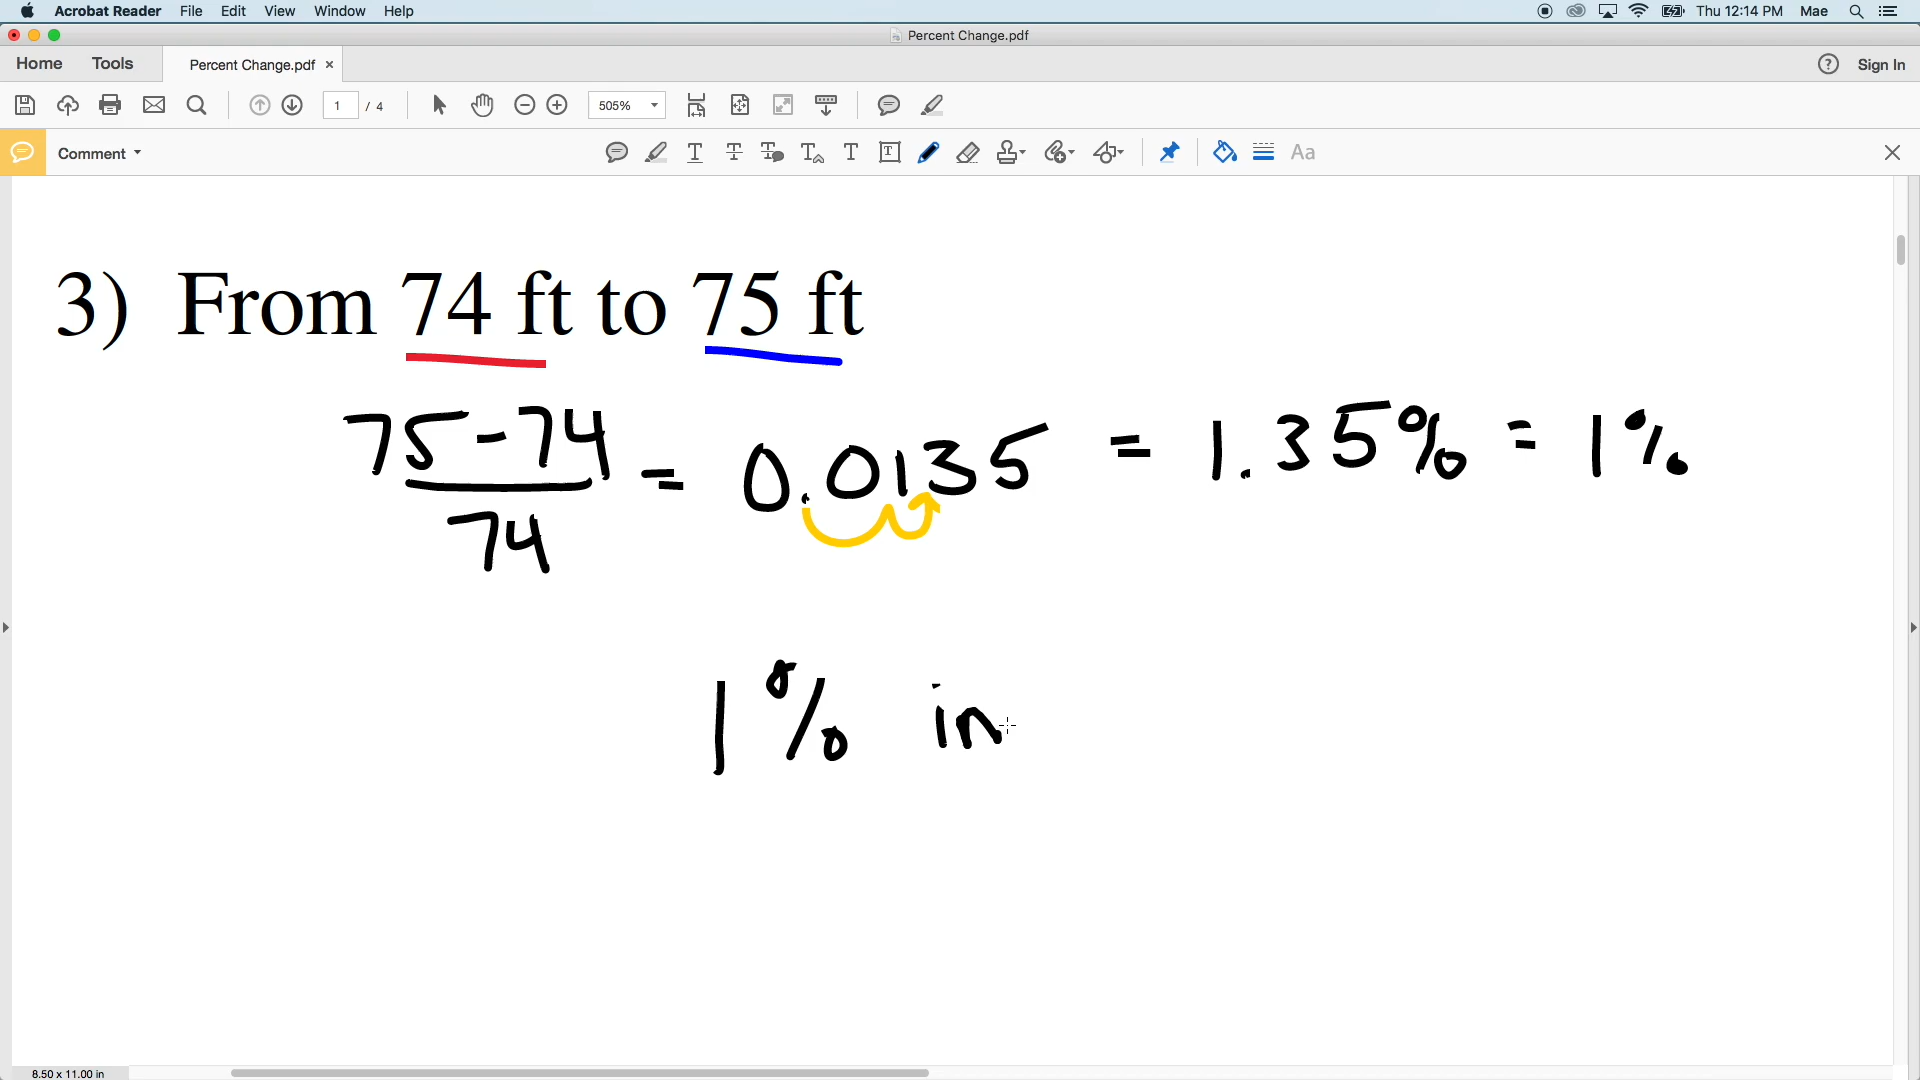 Acrobat Reader File Edit View Window Help Thu 12:14 PM Mae
Percent Change.pdf
Home Tools Percent Change.pdf × ? Sign In
1 / 4 505%
Comment T T T T T T Aa
3) From 74 ft to 75 ft
75-74
74
= 0.0135 = 1.35% = 1%
1% in
8.50 x 11.00 in